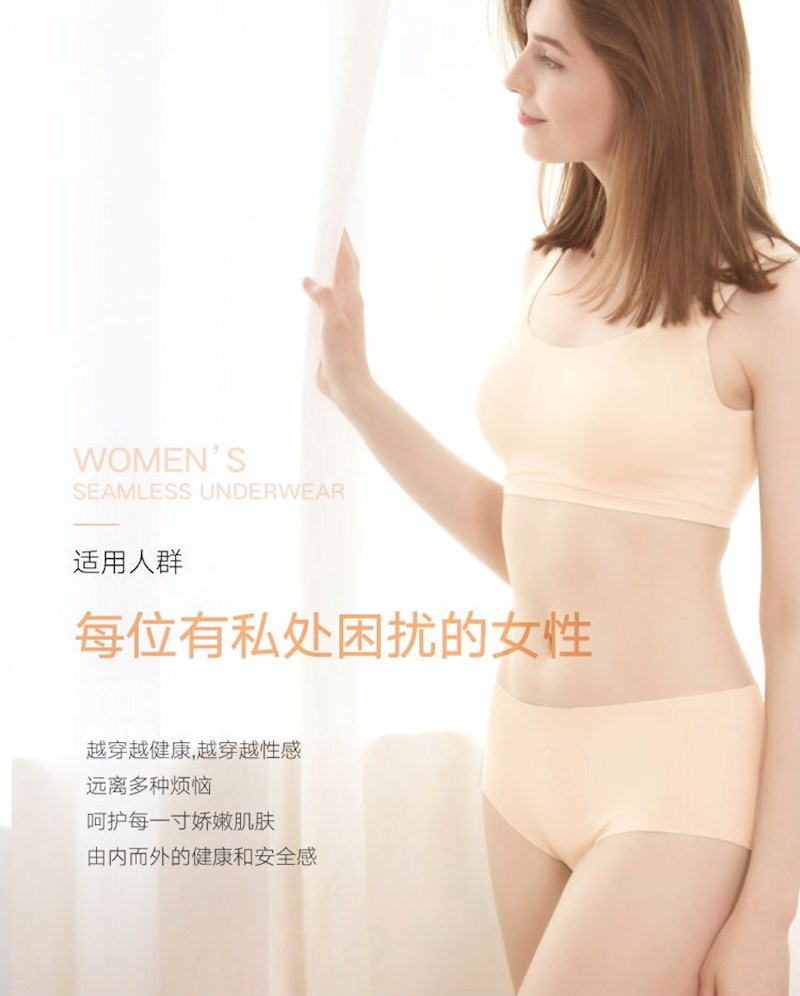 WOMEN'S
SEAMLESS UNDERWEAR
适用人群
每位有私处困扰的女性
越穿越健康,越穿越性感
远离多种烦恼
呵护每一寸娇嫩肌肤
由内而外的健康和安全感